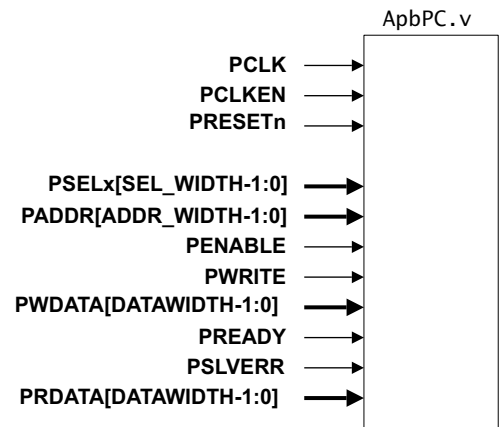 ApbPC.v
PCLK
PCLKEN
PRESETn
PSELx[SEL_WIDTH-1:0]
PADDR[ADDR_WIDTH-1:0]
PENABLE
PWRITE
PWDATA[DATAWIDTH-1:0]
PREADY
PSLVERR
PRDATA[DATAWIDTH-1:0]